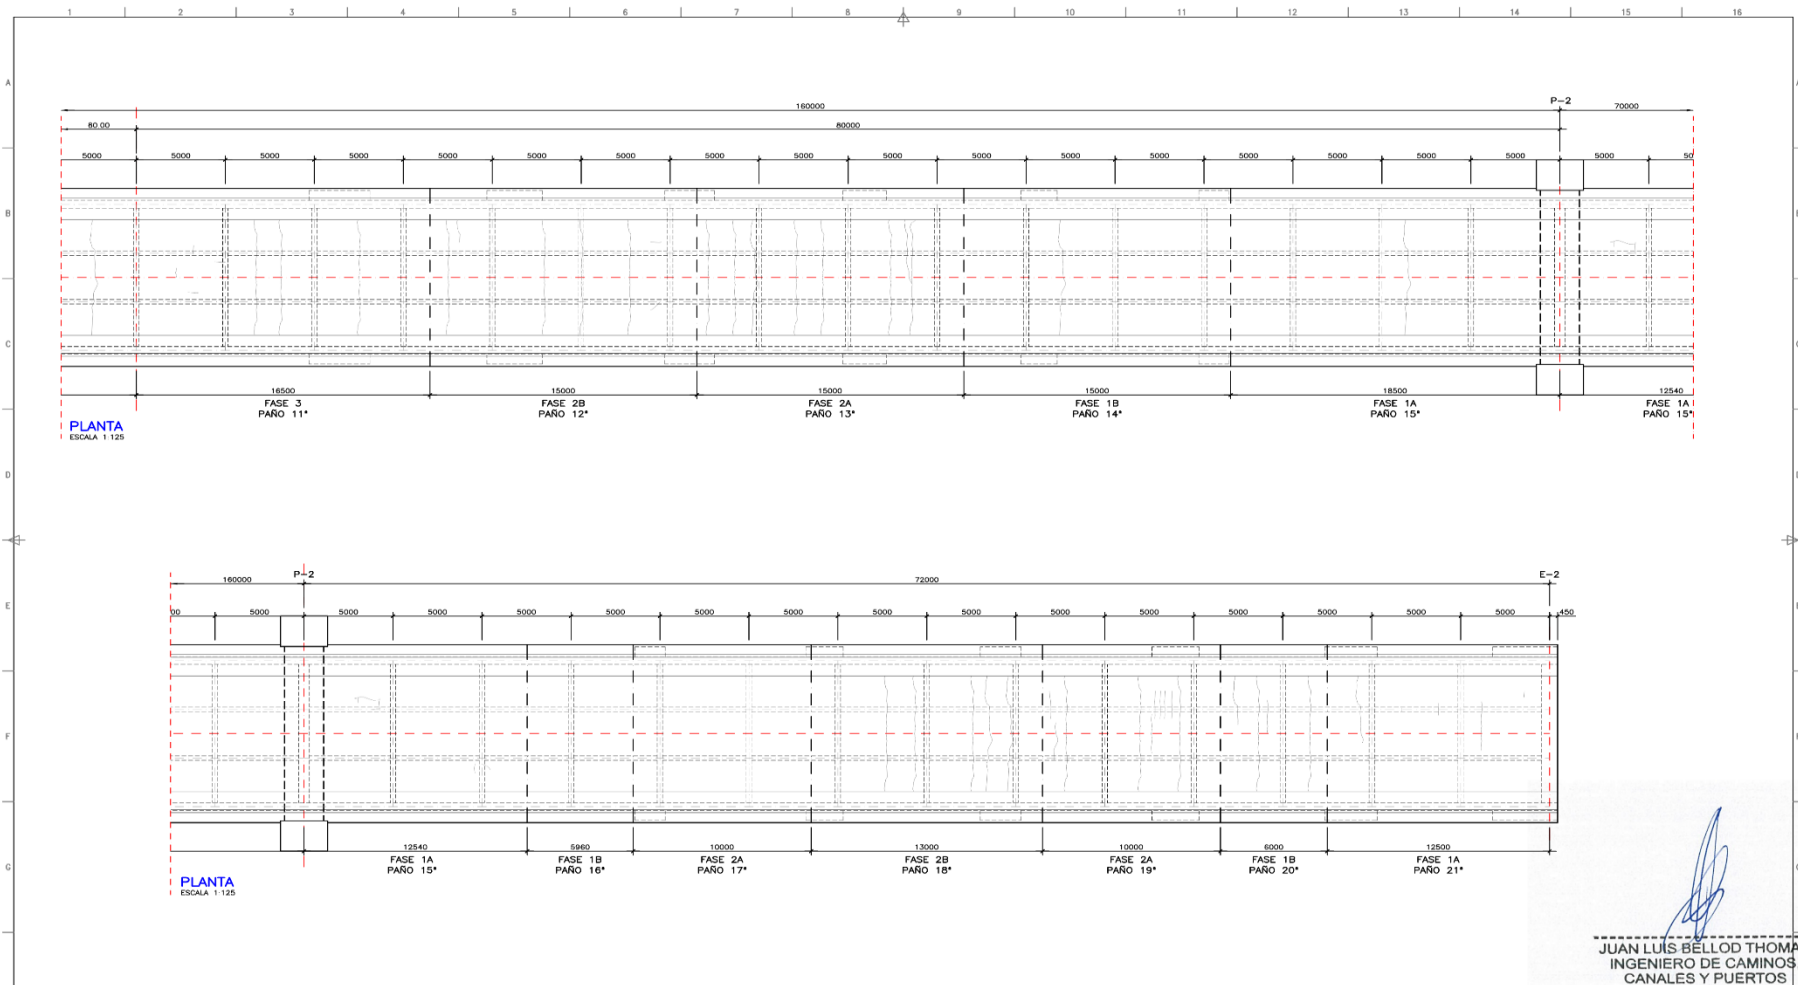 1 2 3 4 5 6 7 8 9 10 11 12 13 14 15 16
A
B
C
D
E
F
G
160000 P-2 70000
80.00 80000
5000 5000 5000 5000 5000 5000 5000 5000 5000 5000 5000 5000 5000 5000 5000 5000 5000 5000 50
16500 15000 15000 15000 18500 12540
FASE 3 FASE 2B FASE 2A FASE 1B FASE 1A FASE 1A
PAÑO 11* PAÑO 12* PAÑO 13* PAÑO 14* PAÑO 15* PAÑO 15*
PLANTA
ESCALA 1:125
160000 P-2 72000 E-2
00 5000 5000 5000 5000 5000 5000 5000 5000 5000 5000 5000 5000 5000 5000 5000 450
12540 5960 10000 13000 10000 6000 12500
FASE 1A FASE 1B FASE 2A FASE 2B FASE 2A FASE 1B FASE 1A
PAÑO 15* PAÑO 16* PAÑO 17* PAÑO 18* PAÑO 19* PAÑO 20* PAÑO 21*
PLANTA
ESCALA 1:125
JUAN LUIS BELLOD THOMA
INGENIERO DE CAMINOS
CANALES Y PUERTOS